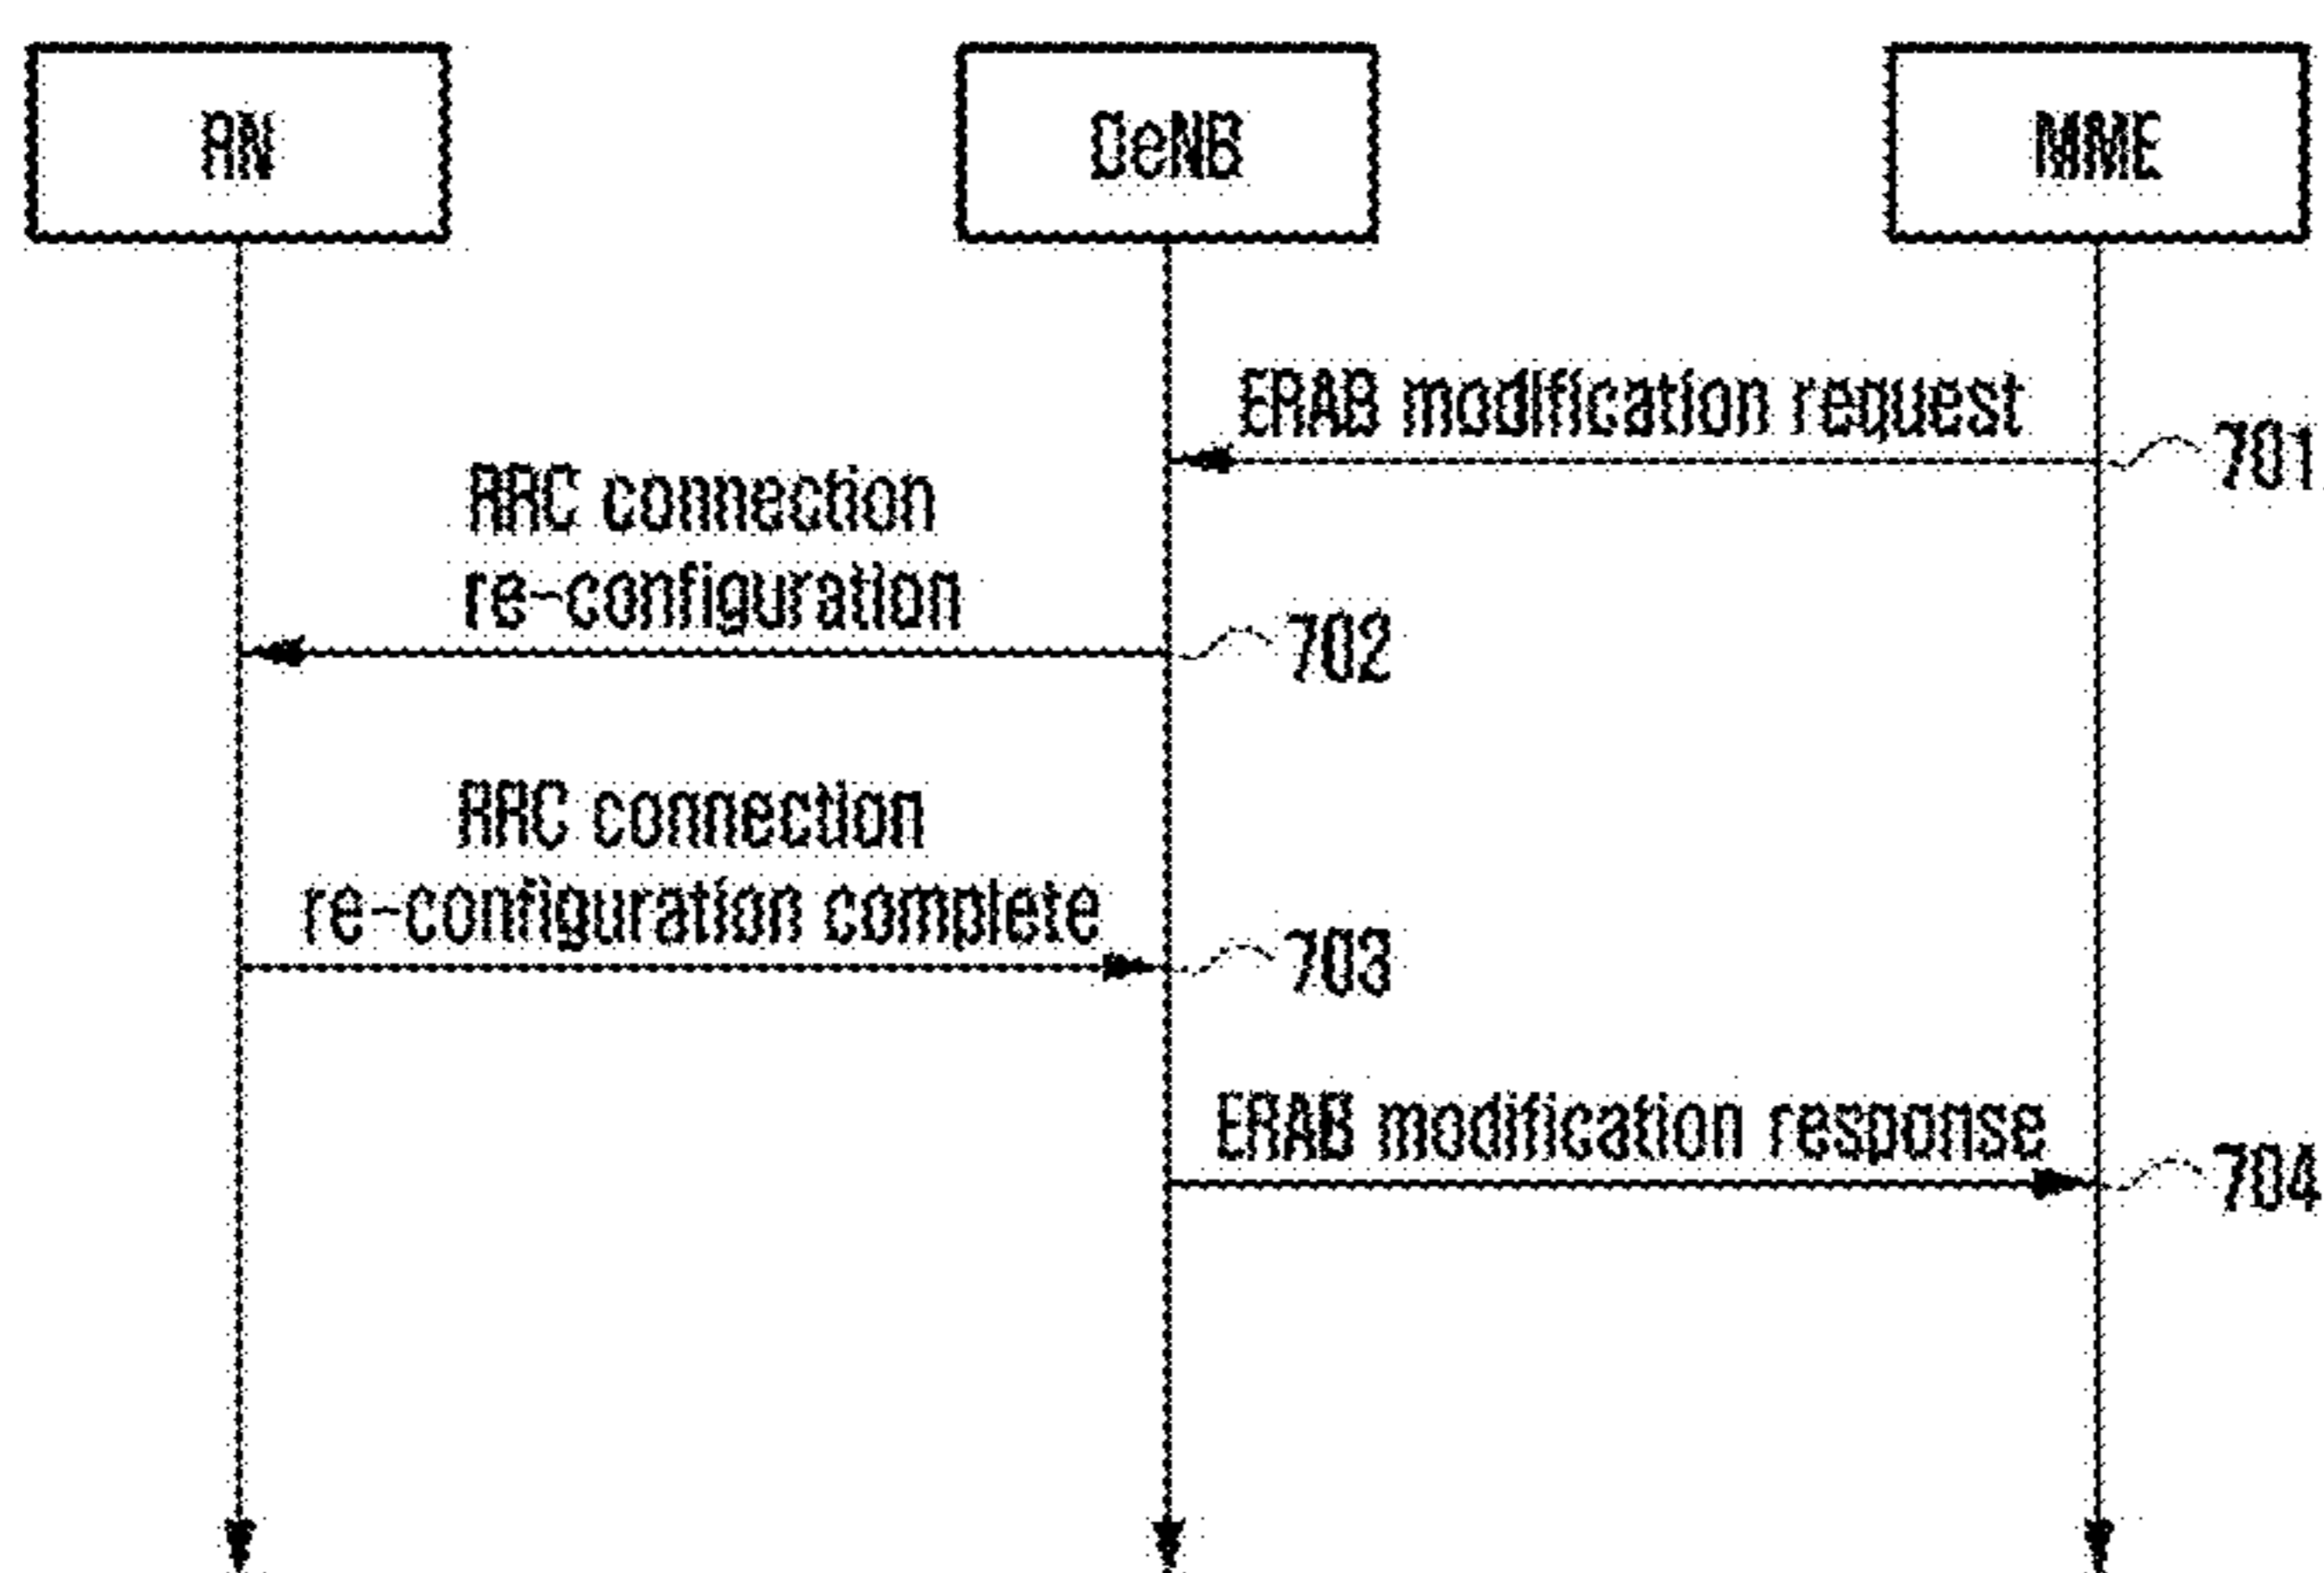 RN
DeNB
MME
ERAB modification request
701
RRC connection
re-configuration
702
RRC connection
re-configuration complete
703
ERAB modification response
704